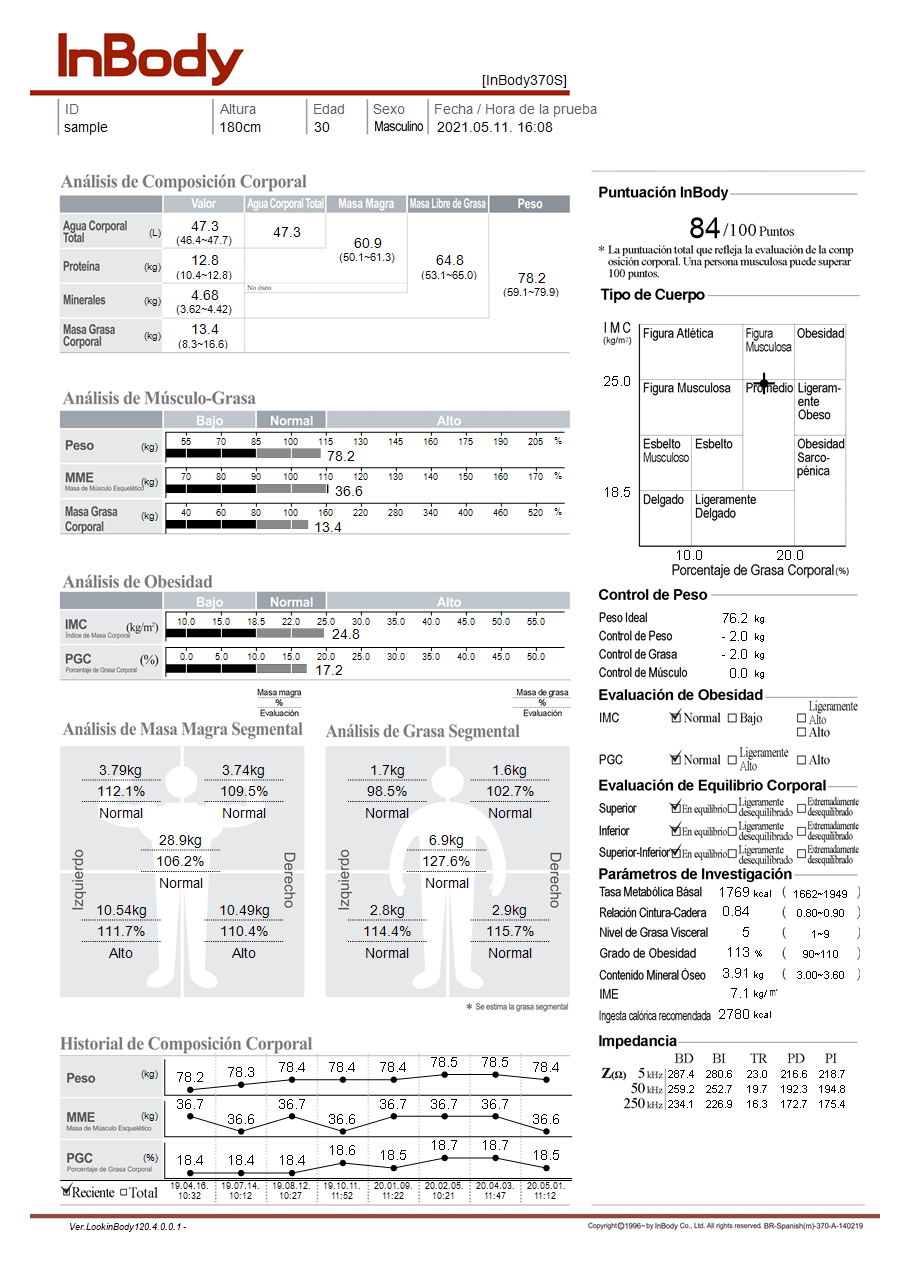 InBody
[InBody370S]
ID Altura Edad Sexo Fecha / Hora de la prueba
sample 180cm 30 Masculino 2021.05.11. 16:08
Análisis de Composición Corporal
Valor Agua Corporal Total Masa Magra Masa Libre de Grasa Peso
Agua Corporal Total (L) 47.3 (46.4~47.7) 47.3 60.9 (50.1~61.3) 64.8 (53.1~65.0) 78.2 (59.1~79.9)
Proteína (kg) 12.8 (10.4~12.8)
Minerales (kg) 4.68 (3.62~4.42) No óseo
Masa Grasa Corporal (kg) 13.4 (8.3~16.6)
Análisis de Músculo-Grasa
Bajo Normal Alto
Peso (kg) 55 70 85 100 115 130 145 160 175 190 205 %
78.2
MME (kg) 70 80 90 100 110 120 130 140 150 160 170 %
Masa de Músculo Esquelético 36.6
Masa Grasa Corporal (kg) 40 60 80 100 160 220 280 340 400 460 520 %
13.4
Análisis de Obesidad
Bajo Normal Alto
IMC (kg/m²) 10.0 15.0 18.5 22.0 25.0 30.0 35.0 40.0 45.0 50.0 55.0
Índice de Masa Corporal 24.8
PGC (%) 0.0 5.0 10.0 15.0 20.0 25.0 30.0 35.0 40.0 45.0 50.0
Porcentaje de Grasa Corporal 17.2
Masa magra
%
Evaluación
Masa de grasa
%
Evaluación
Análisis de Masa Magra Segmental
3.79kg 3.74kg
112.1% 109.5%
Normal Normal
28.9kg
106.2%
Normal
Izquierdo Derecho
10.54kg 10.49kg
111.7% 110.4%
Alto Alto
Análisis de Grasa Segmental
1.7kg 1.6kg
98.5% 102.7%
Normal Normal
6.9kg
127.6%
Normal
Izquierdo Derecho
2.8kg 2.9kg
114.4% 115.7%
Normal Normal
* Se estima la grasa segmental
Historial de Composición Corporal
Peso (kg) 78.2 78.3 78.4 78.4 78.4 78.5 78.5 78.4
MME (kg) 36.7 36.6 36.7 36.6 36.7 36.7 36.7 36.6
Masa de Músculo Esquelético
PGC (%) 18.4 18.4 18.4 18.6 18.5 18.7 18.7 18.5
Porcentaje de Grasa Corporal
Reciente Total 19.04.16. 19.07.14. 19.08.12. 19.10.11. 20.01.09. 20.02.05. 20.04.03. 20.05.01.
10:32 10:12 10:27 11:52 11:22 10:21 11:47 11:12
Puntuación InBody
84/100 Puntos
* La puntuación total que refleja la evaluación de la comp
osición corporal. Una persona musculosa puede superar
100 puntos.
Tipo de Cuerpo
IMC
(kg/m²)
Figura Atlética Figura Musculosa Obesidad
25.0
Figura Musculosa Promedio Ligeram-
ente
Obeso
Esbelto Musculoso Esbelto Obesidad
Sarco-
pénica
18.5
Delgado Ligeramente Delgado
10.0 20.0
Porcentaje de Grasa Corporal (%)
Control de Peso
Peso Ideal 76.2 kg
Control de Peso - 2.0 kg
Control de Grasa - 2.0 kg
Control de Músculo 0.0 kg
Evaluación de Obesidad
IMC Normal Bajo Ligeramente Alto
Alto
PGC Normal Ligeramente Alto Alto
Evaluación de Equilibrio Corporal
Superior En equilibrio Ligeramente desequilibrado Extremadamente desequilibrado
Inferior En equilibrio Ligeramente desequilibrado Extremadamente desequilibrado
Superior-Inferior En equilibrio Ligeramente desequilibrado Extremadamente desequilibrado
Parámetros de Investigación
Tasa Metabólica Básal 1769 kcal ( 1662~1949 )
Relación Cintura-Cadera 0.84 ( 0.80~0.90 )
Nivel de Grasa Visceral 5 ( 1~9 )
Grado de Obesidad 113 % ( 90~110 )
Contenido Mineral Óseo 3.91 kg ( 3.00~3.60 )
IME 7.1 kg/㎡
Ingesta calórica recomendada 2780 kcal
Impedancia
BD BI TR PD PI
Z(Ω) 5 kHz 287.4 280.6 23.0 216.6 218.7
50 kHz 259.2 252.7 19.7 192.3 194.8
250 kHz 234.1 226.9 16.3 172.7 175.4
Ver.LookinBody120.4.0.0.1 -
Copyright©1996~ by InBody Co., Ltd. All rights reserved. BR-Spanish(m)-370-A-140219